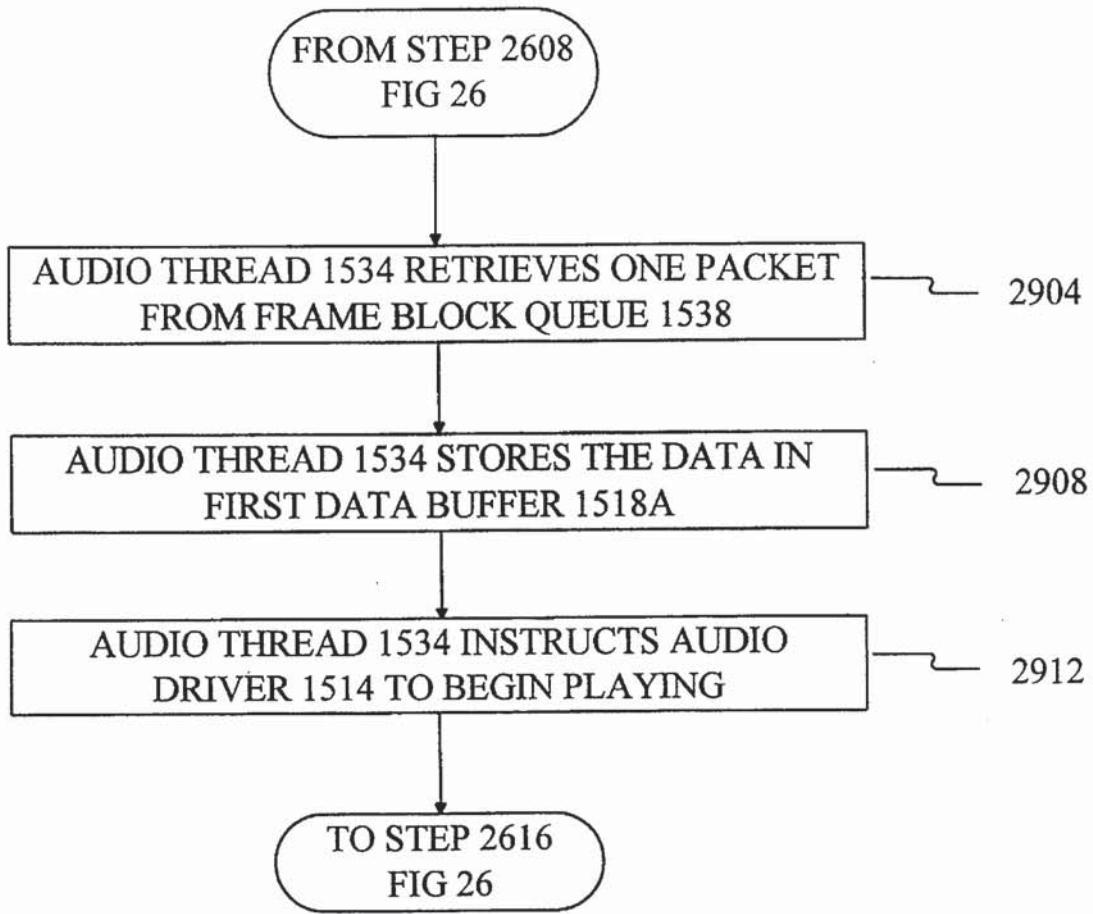 FROM STEP 2608
FIG 26
AUDIO THREAD 1534 RETRIEVES ONE PACKET
FROM FRAME BLOCK QUEUE 1538
2904
AUDIO THREAD 1534 STORES THE DATA IN
FIRST DATA BUFFER 1518A
2908
AUDIO THREAD 1534 INSTRUCTS AUDIO
DRIVER 1514 TO BEGIN PLAYING
2912
TO STEP 2616
FIG 26